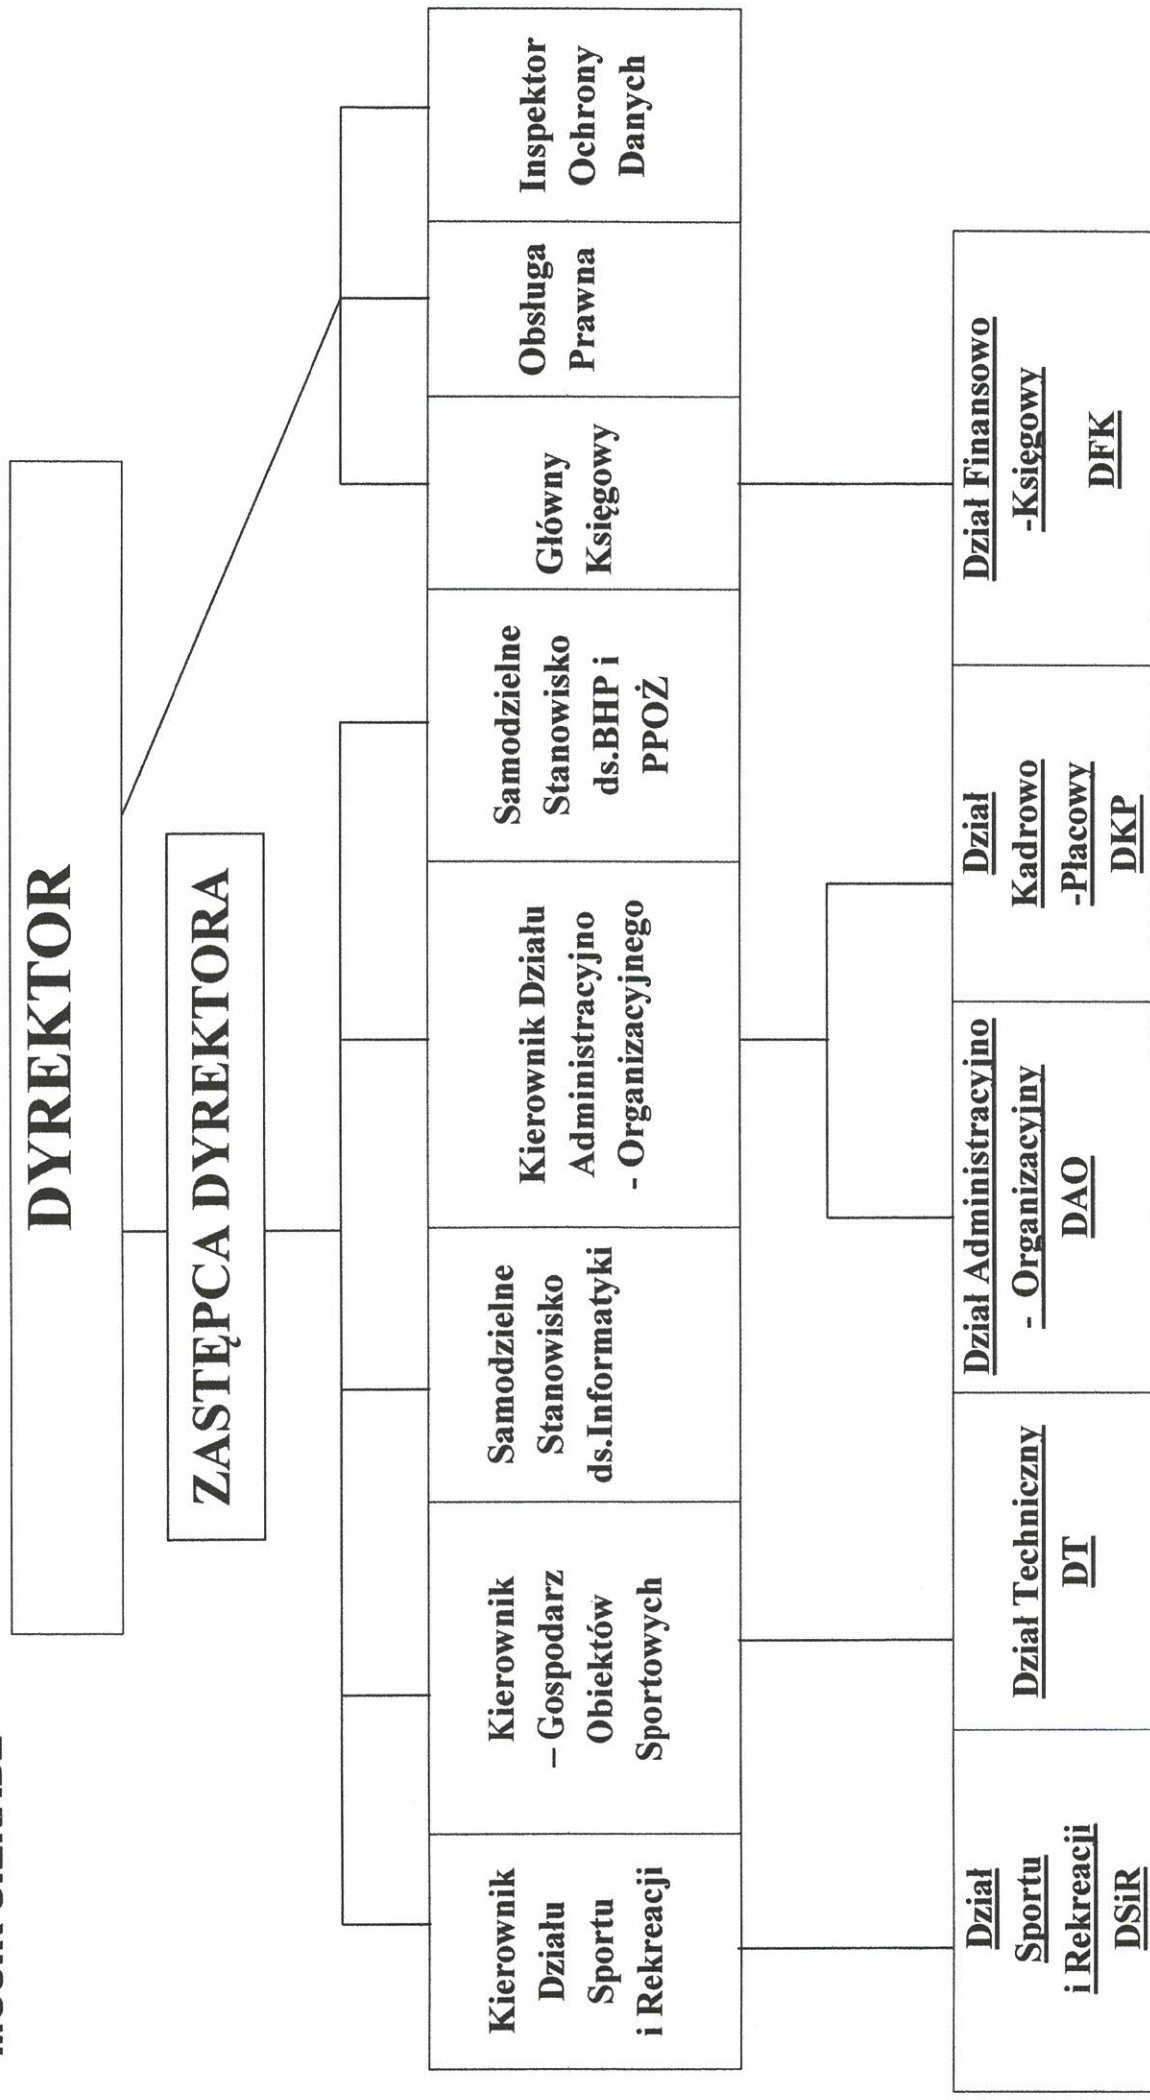 DYREKTOR
ZASTĘPCA DYREKTORA
Kierownik
Działu
Sportu
i Rekreacji
Kierownik
– Gospodarz
Obiektów
Sportowych
Samodzielne
Stanowisko
ds.Informatyki
Kierownik Działu
Administracyjno
- Organizacyjnego
Samodzielne
Stanowisko
ds.BHP i
PPOŻ
Główny
Księgowy
Obsługa
Prawna
Inspektor
Ochrony
Danych
Dział
Sportu
i Rekreacji
DSiR
Dział Techniczny
DT
Dział Administracyjno
- Organizacyjny
DAO
Dział
Kadrowo
-Płacowy
DKP
Dział Finansowo
-Księgowy
DFK